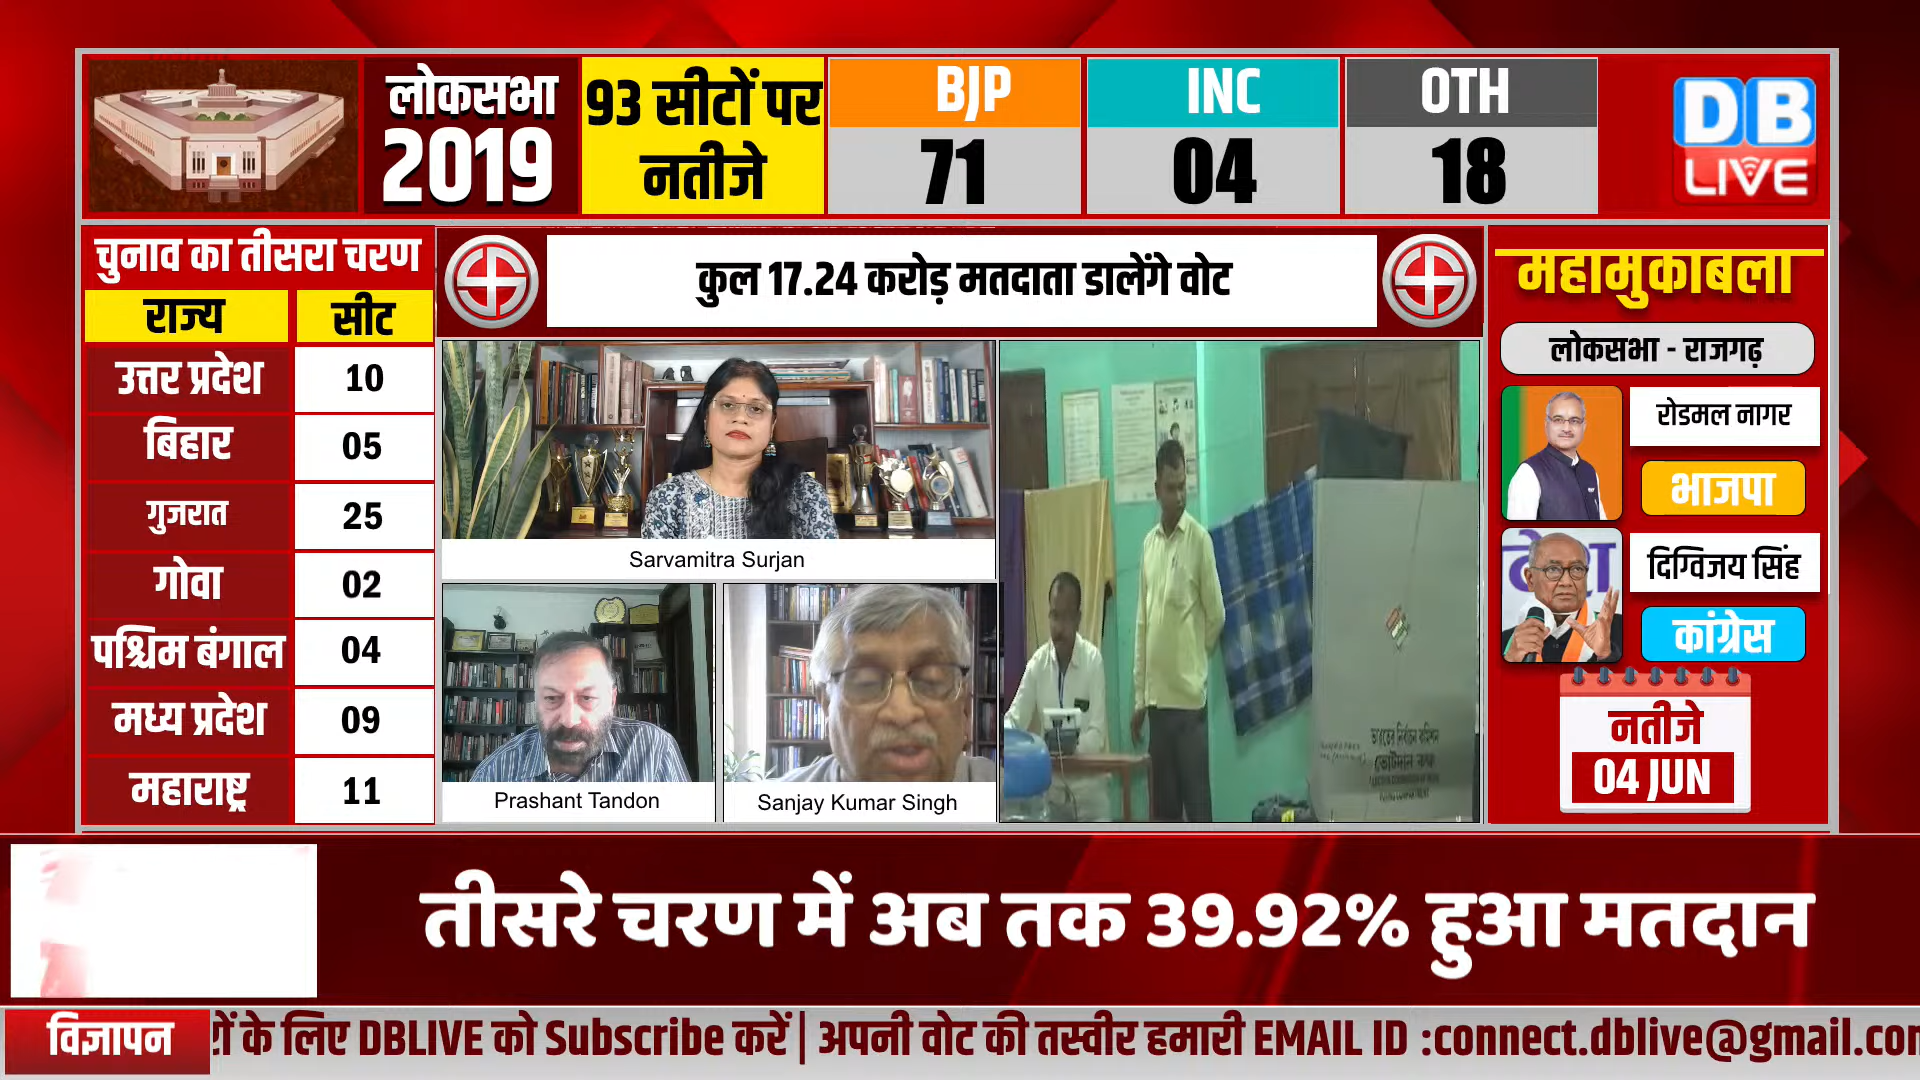 लोकसभा
2019
93 सीटों पर
नतीजे
BJP
71
INC
04
OTH
18
DB
LIVE
चुनाव का तीसरा चरण
राज्य
सीट
उत्तर प्रदेश
10
बिहार
05
गुजरात
25
गोवा
02
पश्चिम बंगाल
04
मध्य प्रदेश
09
महाराष्ट्र
11
कुल 17.24 करोड़ मतदाता डालेंगे वोट
Sarvamitra Surjan
Prashant Tandon
Sanjay Kumar Singh
महामुकाबला
लोकसभा - राजगढ़
रोडमल नागर
भाजपा
दिग्विजय सिंह
कांग्रेस
नतीजे
04 JUN
तीसरे चरण में अब तक 39.92% हुआ मतदान
विज्ञापन
के लिए DBLIVE को Subscribe करें | अपनी वोट की तस्वीर हमारी EMAIL ID :connect.dblive@gmail.com